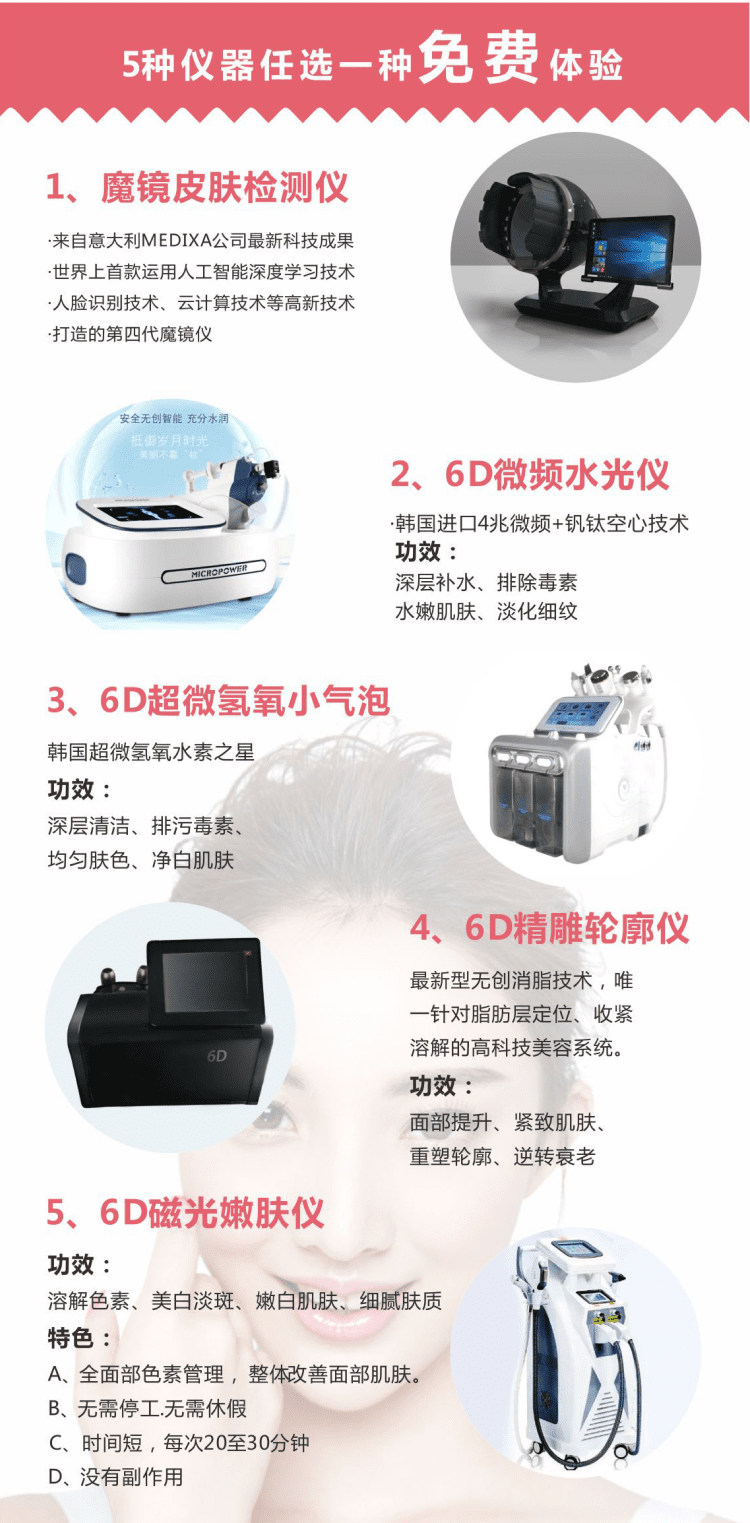 5种仪器任选一种免费体验
1、魔镜皮肤检测仪
·来自意大利MEDIXA公司最新科技成果
·世界上首款运用人工智能深度学习技术
·人脸识别技术、云计算技术等高新技术
·打造的第四代魔镜仪
安全无创智能 充分水润
抵御岁月时光
美丽不靠“装”
MICROPOWER
2、6D微频水光仪
·韩国进口4兆微频+钒钛空心技术
功效：
深层补水、排除毒素
水嫩肌肤、淡化细纹
3、6D超微氢氧小气泡
韩国超微氢氧水素之星
功效：
深层清洁、排污毒素、
均匀肤色、净白肌肤
6D
4、6D精雕轮廓仪
最新型无创消脂技术，唯
一针对脂肪层定位、收紧
溶解的高科技美容系统。
功效：
面部提升、紧致肌肤、
重塑轮廓、逆转衰老
5、6D磁光嫩肤仪
功效：
溶解色素、美白淡斑、嫩白肌肤、细腻肤质
特色：
A、全面部色素管理，整体改善面部肌肤。
B、无需停工.无需休假
C、时间短，每次20至30分钟
D、没有副作用